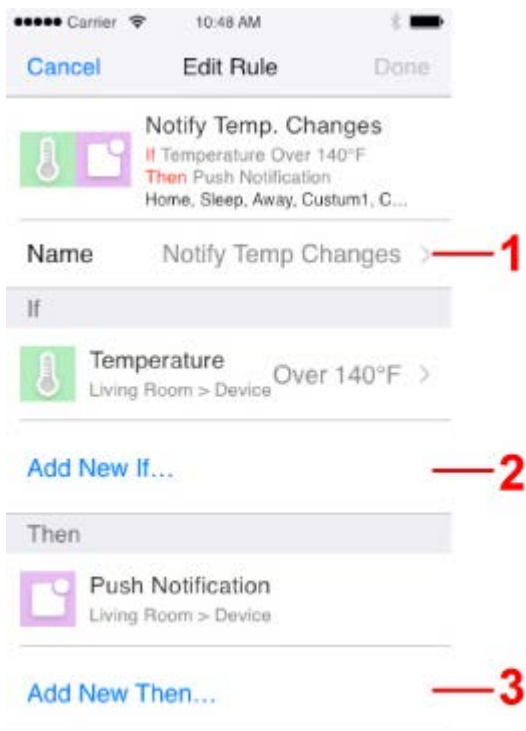 Carrier 10:48 AM
Cancel Edit Rule Done
Notify Temp. Changes
If Temperature Over 140°F
Then Push Notification
Home, Sleep, Away, Custum1, C...
Name Notify Temp Changes > 1
If
Temperature
Living Room > Device Over 140°F >
Add New If... 2
Then
Push Notification
Living Room > Device
Add New Then... 3